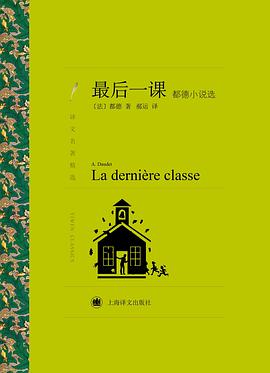 最后一课 都德小说选
〔法〕都德 著 郝运 译
译文名著精选
YIWEN CLASSICS
A. Daudet
La dernière classe
上海译文出版社